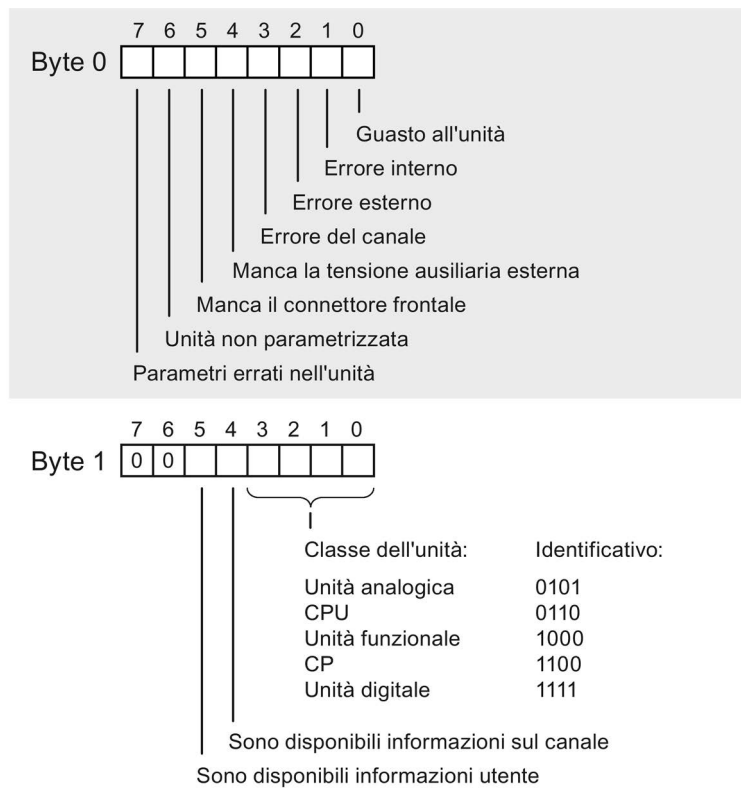 7 6 5 4 3 2 1 0
Byte 0
Guasto all'unità
Errore interno
Errore esterno
Errore del canale
Manca la tensione ausiliaria esterna
Manca il connettore frontale
Unità non parametrizzata
Parametri errati nell'unità
7 6 5 4 3 2 1 0
Byte 1 0 0
Classe dell'unità: Identificativo:
Unità analogica 0101
CPU 0110
Unità funzionale 1000
CP 1100
Unità digitale 1111
Sono disponibili informazioni sul canale
Sono disponibili informazioni utente